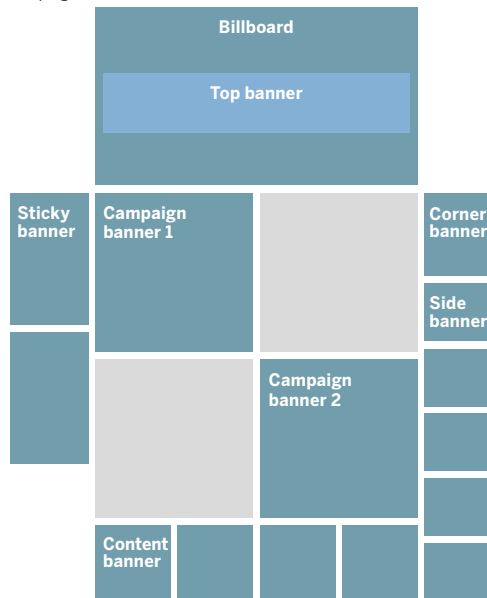 Billboard
Top banner
Sticky
banner
Campaign
banner 1
Corner
banner
Side
banner
Campaign
banner 2
Content
banner